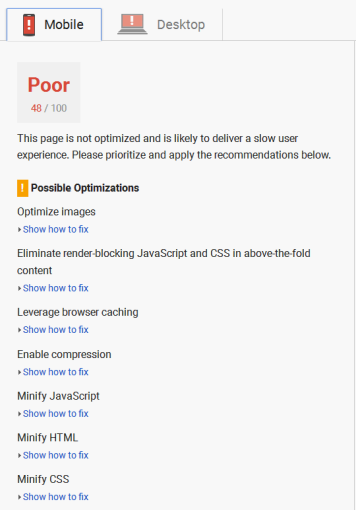 Mobile
Desktop
Poor
48 / 100
This page is not optimized and is likely to deliver a slow user
experience. Please prioritize and apply the recommendations below.
! Possible Optimizations
Optimize images
Show how to fix
Eliminate render-blocking JavaScript and CSS in above-the-fold
content
Show how to fix
Leverage browser caching
Show how to fix
Enable compression
Show how to fix
Minify JavaScript
Show how to fix
Minify HTML
Show how to fix
Minify CSS
Show how to fix